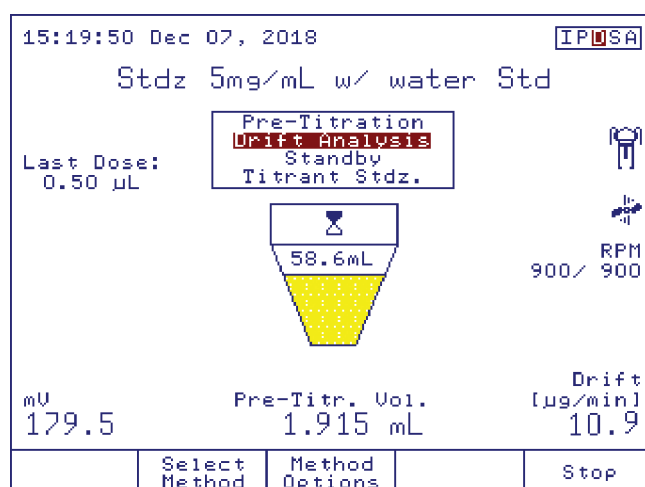 15:19:50 Dec 07, 2018
IPDSA
Stdz 5mg/mL w/ water Std
Pre-Titration
Drift Analysis
Standby
Titrant Stdz.
Last Dose:
0.50 µL
58.6mL
RPM
900/ 900
mV
179.5
Pre-Titr. Vol.
1.915 mL
Drift
[µg/min]
10.9
Select
Method
Method
Options
Stop